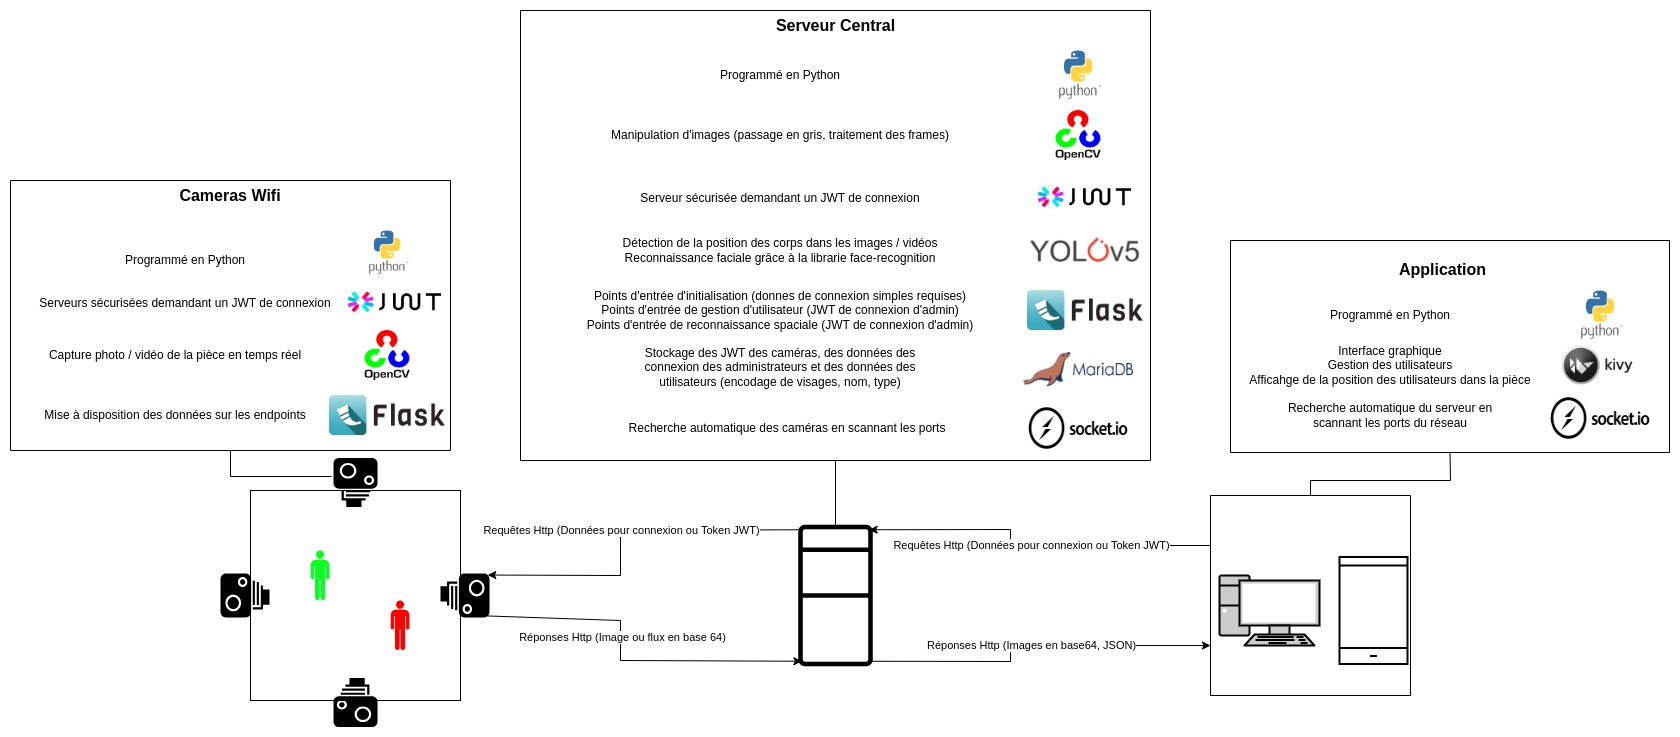 Serveur Central
Programmé en Python
python
Manipulation d'images (passage en gris, traitement des frames)
OpenCV
Serveur sécurisée demandant un JWT de connexion
JWT
Détection de la position des corps dans les images / vidéos
Reconnaissance faciale grâce à la librarie face-recognition
YOLOv5
Points d'entrée d'initialisation (donnes de connexion simples requises)
Points d'entrée de gestion d'utilisateur (JWT de connexion d'admin)
Points d'entrée de reconnaissance spaciale (JWT de connexion d'admin)
Flask
Stockage des JWT des caméras, des données des
connexion des administrateurs et des données des
utilisateurs (encodage de visages, nom, type)
MariaDB
Recherche automatique des caméras en scannant les ports
socket.io
Cameras Wifi
Programmé en Python
python
Serveurs sécurisées demandant un JWT de connexion
JWT
Capture photo / vidéo de la pièce en temps réel
OpenCV
Mise à disposition des données sur les endpoints
Flask
Application
Programmé en Python
python
Interface graphique
Gestion des utilisateurs
Afficahge de la position des utilisateurs dans la pièce
kivy
Recherche automatique du serveur en
scannant les ports du réseau
socket.io
Requêtes Http (Données pour connexion ou Token JWT)
Requêtes Http (Données pour connexion ou Token JWT)
Réponses Http (Image ou flux en base 64)
Réponses Http (Images en base64, JSON)